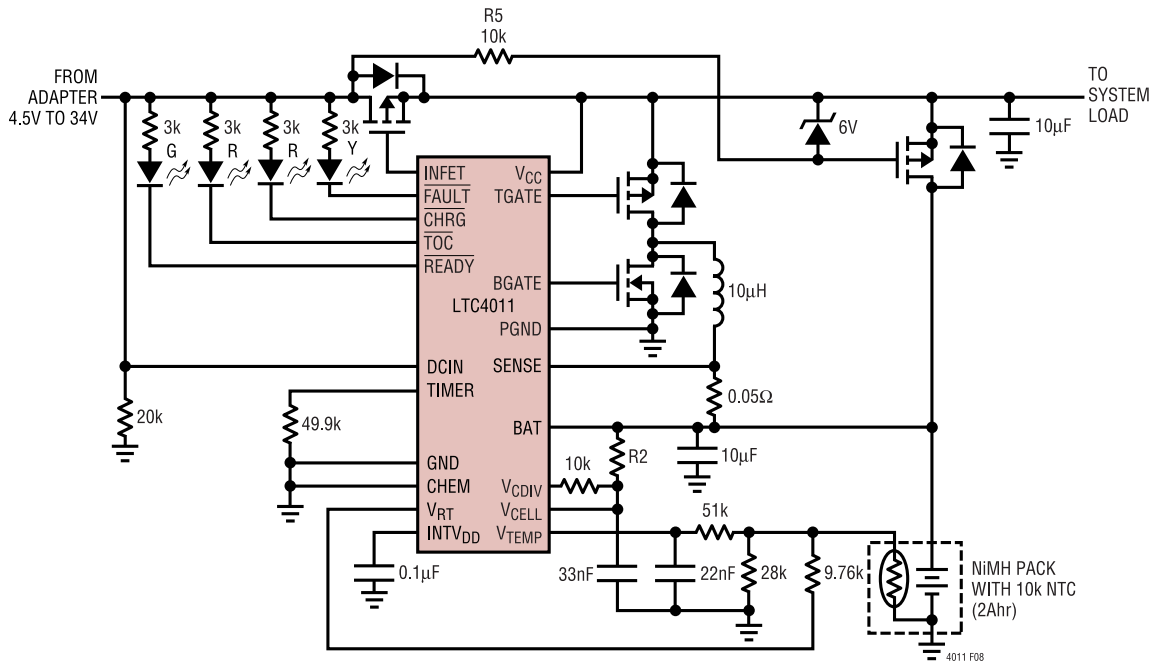 R5
10k
FROM
ADAPTER
4.5V TO 34V
TO
SYSTEM
LOAD
3k
G
3k
R
3k
R
3k
Y
6V
10µF
INFET
FAULT
CHRG
TOC
READY
VCC
TGATE
BGATE
LTC4011
PGND
10µH
DCIN
TIMER
SENSE
0.05Ω
20k
49.9k
BAT
R2
10µF
GND
CHEM
VRT
INTVDD
10k
VCDIV
VCELL
VTEMP
51k
0.1µF
33nF
22nF
28k
9.76k
NiMH PACK
WITH 10k NTC
(2Ahr)
4011 F08